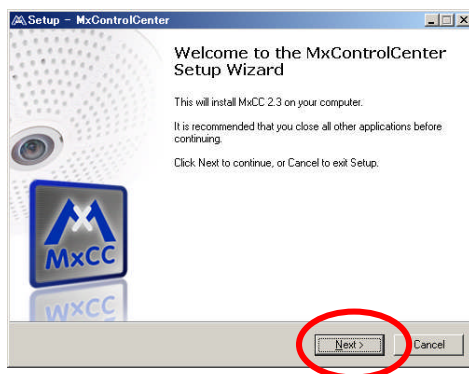 Setup - MxControlCenter
Welcome to the MxControlCenter
Setup Wizard
This will install MxCC 2.3 on your computer.
It is recommended that you close all other applications before
continuing.
Click Next to continue, or Cancel to exit Setup.
MxCC
Next >
Cancel